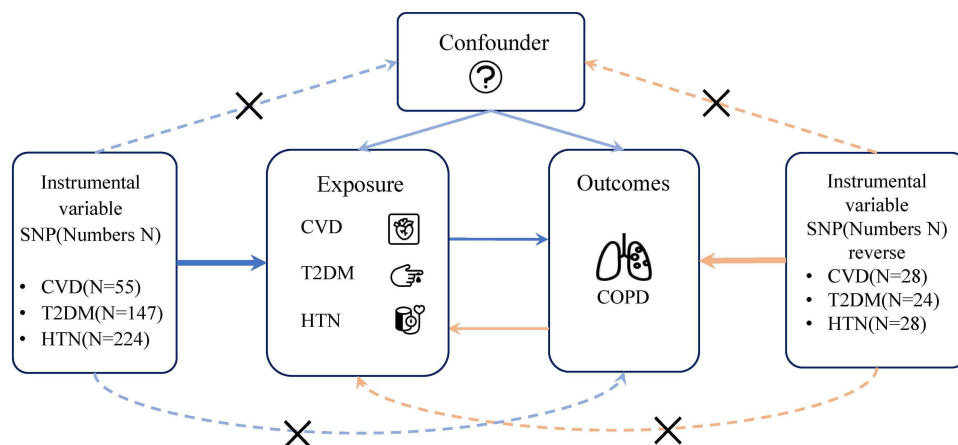 Confounder
?
Instrumental
variable
SNP(Numbers N)
• CVD(N=55)
• T2DM(N=147)
• HTN(N=224)
Exposure
CVD
T2DM
HTN
Outcomes
COPD
Instrumental
variable
SNP(Numbers N)
reverse
• CVD(N=28)
• T2DM(N=24)
• HTN(N=28)